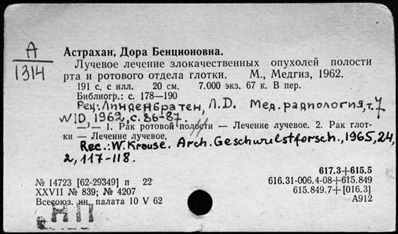 А
1314
Астрахан, Дора Бенционовна.
Лучевое лечение злокачественных опухолей полости
рта и ротового отдела глотки. М., Медгиз, 1962.
191 с. с илл. 20 см. 7.000 экз. 67 к. В пер.
Библиогр.: с. 178—190
Рец.: Линденбратен, Л.Д. Мед. радиология, т. 7
№10, 1962, с. 86-87.
— 1. Рак ротовой полости — Лечение лучевое. 2. Рак глот-
ки — Лечение лучевое.
Rec.: W. Krause. Arch. Geschwulstforsch., 1965, 24,
2, 117-118.
617.3+615.5
№ 14723 [62-29349] п 22
616.31-006.4-08+615.849
XXVII № 839; № 4207
615.849.7+[016.3]
Всесоюз. кн. палата 10 V 62
А912
НП